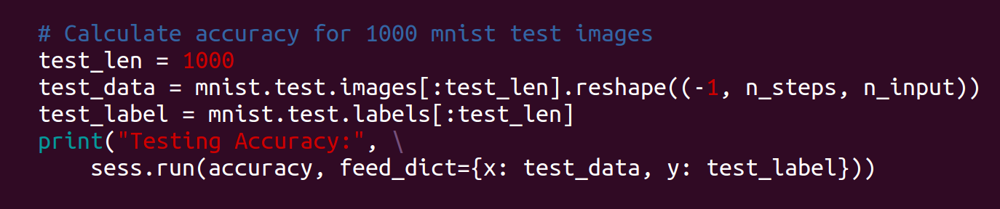 # Calculate accuracy for 1000 mnist test images
test_len = 1000
test_data = mnist.test.images[:test_len].reshape((-1, n_steps, n_input))
test_label = mnist.test.labels[:test_len]
print("Testing Accuracy:", \
    sess.run(accuracy, feed_dict={x: test_data, y: test_label}))